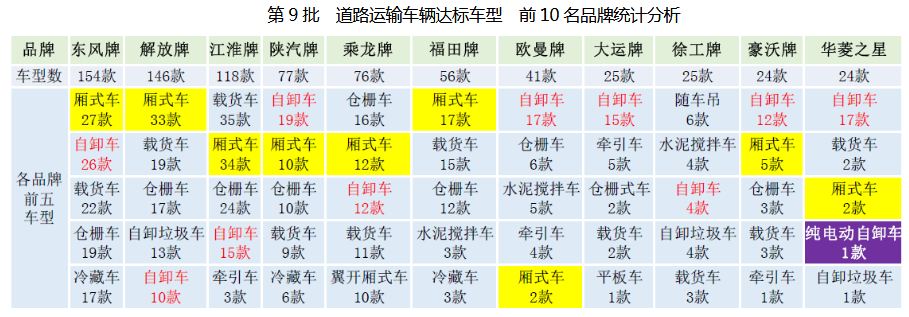 第 9 批 道路运输车辆达标车型 前 10 名品牌统计分析
品牌 东风牌 解放牌 江淮牌 陕汽牌 乘龙牌 福田牌 欧曼牌 大运牌 徐工牌 豪沃牌 华菱之星
车型数 154款 146款 118款 77款 76款 56款 41款 25款 25款 24款 24款
各品牌
前五
车型
厢式车 厢式车 载货车 自卸车 仓栅车 厢式车 自卸车 自卸车 随车吊 自卸车 自卸车
27款 33款 35款 19款 16款 17款 17款 15款 6款 12款 17款
自卸车 载货车 厢式车 厢式车 厢式车 载货车 仓栅车 牵引车 水泥搅拌车 厢式车 载货车
26款 19款 34款 10款 12款 15款 6款 5款 4款 5款 2款
载货车 仓栅车 仓栅车 仓栅车 自卸车 仓栅车 水泥搅拌车 仓栅式车 自卸车 仓栅车 厢式车
22款 17款 24款 10款 12款 12款 5款 2款 4款 3款 2款
仓栅车 自卸垃圾车 自卸车 载货车 载货车 水泥搅拌车 牵引车 载货车 自卸垃圾车 载货车 纯电动自卸车
19款 13款 15款 9款 11款 3款 4款 2款 4款 3款 1款
冷藏车 自卸车 牵引车 冷藏车 翼开厢式车 冷藏车 厢式车 平板车 载货车 牵引车 自卸垃圾车
17款 10款 3款 6款 10款 3款 2款 1款 3款 1款 1款